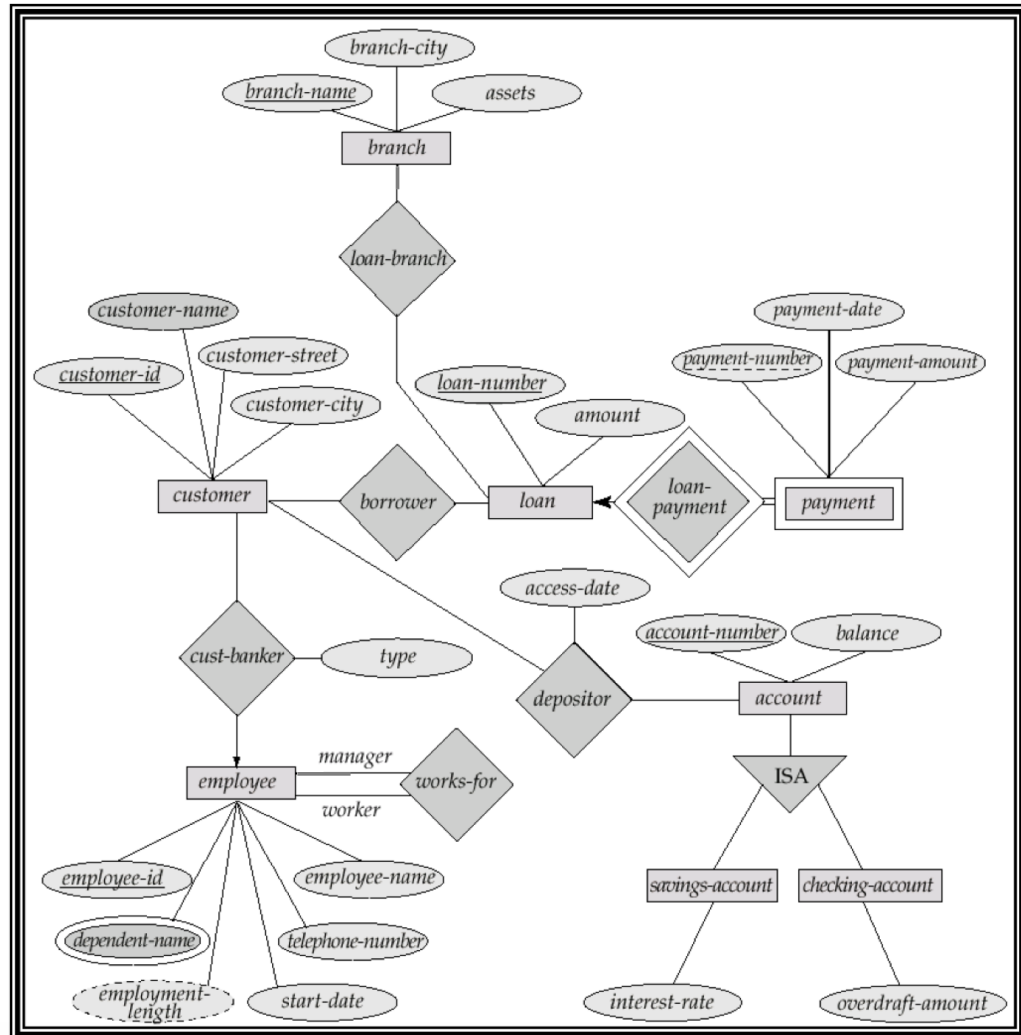 branch-city
branch-name
assets
branch
loan-branch
customer-name
customer-street
customer-id
customer-city
customer
borrower
loan-number
amount
loan
loan-
payment
payment-date
payment-number
payment-amount
payment
access-date
cust-banker
type
depositor
account-number
balance
account
ISA
manager
employee
works-for
worker
employee-id
employee-name
dependent-name
telephone-number
employment-
length
start-date
savings-account
checking-account
interest-rate
overdraft-amount